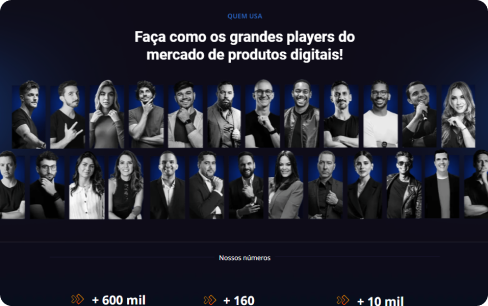 QUEM USA
Faça como os grandes players do
mercado de produtos digitais!
Nossos números
+ 600 mil
+ 160
+ 10 mil